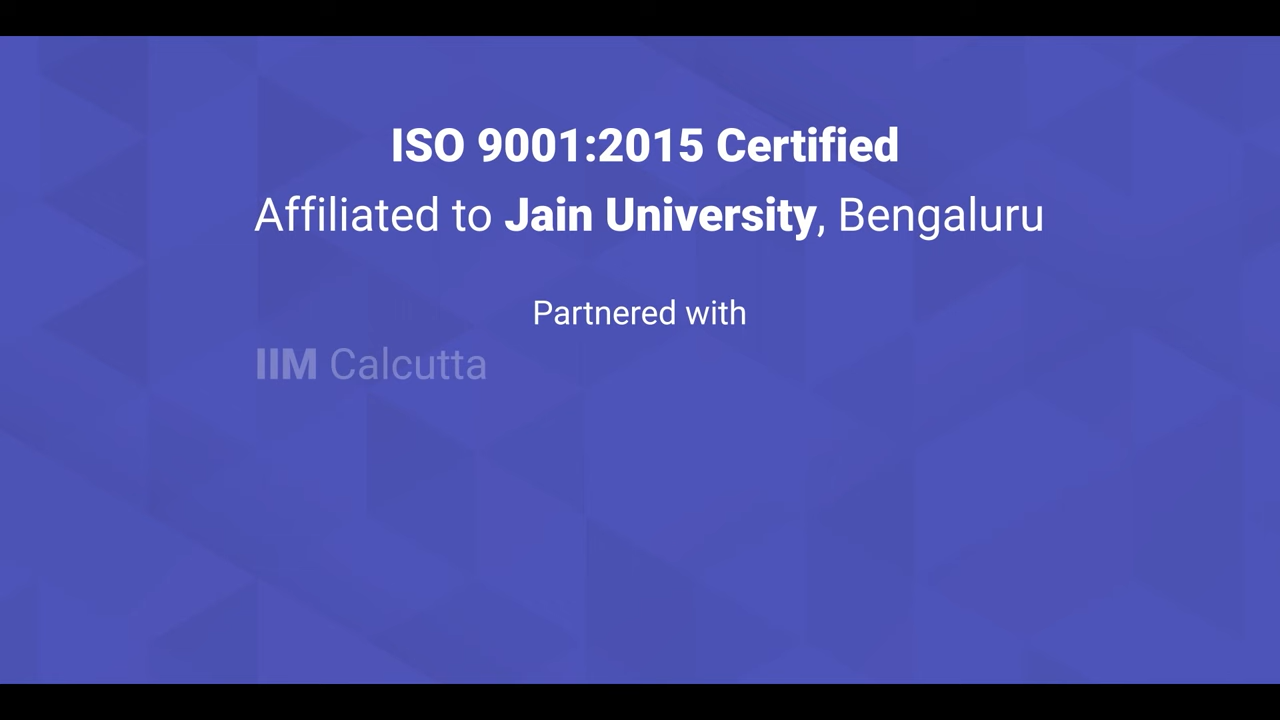 ISO 9001:2015 Certified
Affiliated to Jain University, Bengaluru
Partnered with
IIM Calcutta